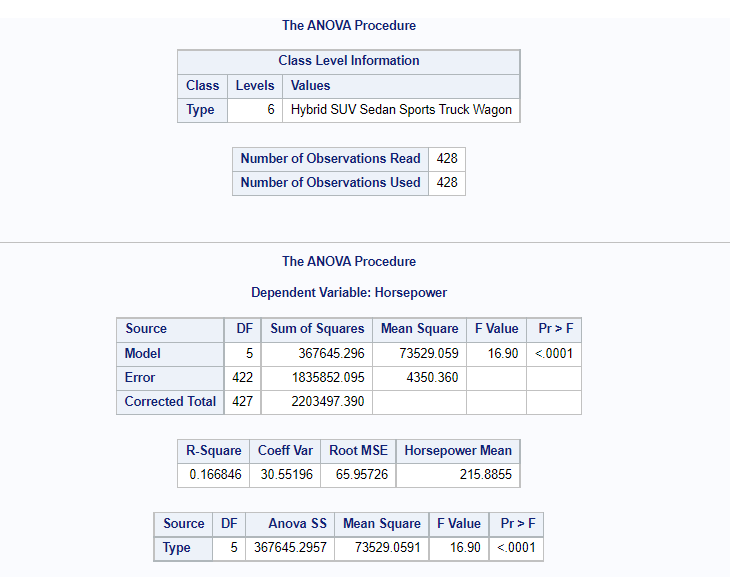 The ANOVA Procedure
Class Level Information
Class Levels Values
Type 6 Hybrid SUV Sedan Sports Truck Wagon
Number of Observations Read 428
Number of Observations Used 428
The ANOVA Procedure
Dependent Variable: Horsepower
Source DF Sum of Squares Mean Square F Value Pr > F
Model 5 367645.296 73529.059 16.90 <.0001
Error 422 1835852.095 4350.360
Corrected Total 427 2203497.390
R-Square Coeff Var Root MSE Horsepower Mean
0.166846 30.55196 65.95726 215.8855
Source DF Anova SS Mean Square F Value Pr > F
Type 5 367645.2957 73529.0591 16.90 <.0001